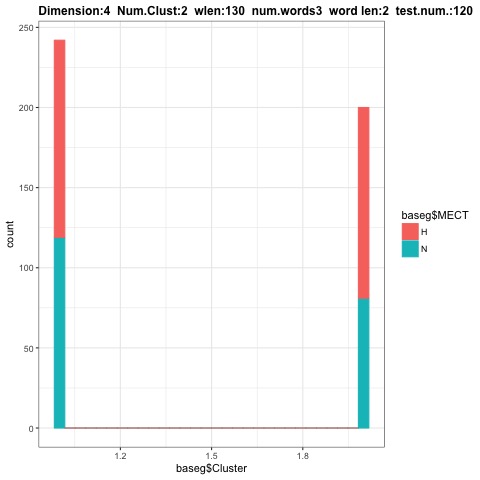 Dimension:4  Num.Clust:2  wlen:130  num.words3  word len:2  test.num.:120
250
200
150
100
50
0
count
1.2
1.5
1.8
baseg$Cluster
baseg$MECT
H
N